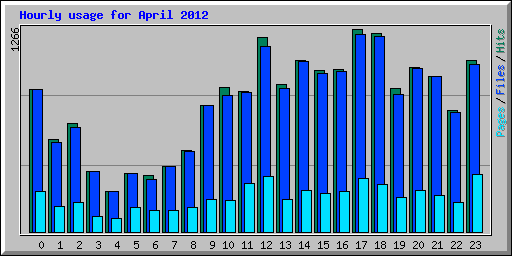 Hourly usage for April 2012
1266
Pages/Files/Hits
0 1 2 3 4 5 6 7 8 9 10 11 12 13 14 15 16 17 18 19 20 21 22 23